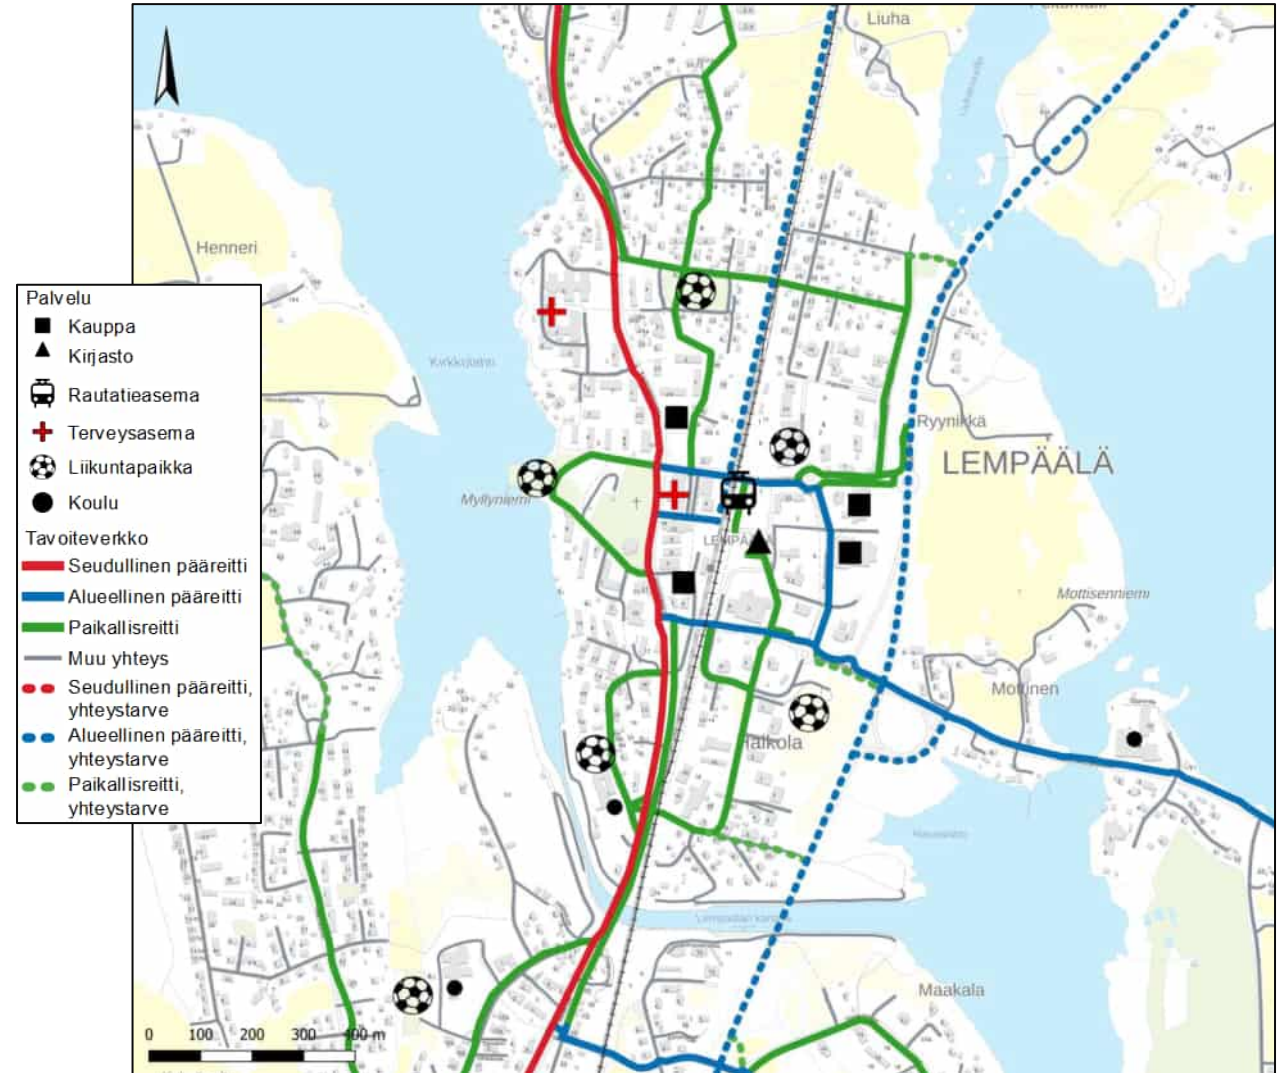 Liuha
Henneri
Palvelu
Kauppa
Kirjasto
Rautatieasema
Terveysasema
Liikuntapaikka
Koulu
Tavoiteverkko
Seudullinen pääreitti
Alueellinen pääreitti
Paikallisreitti
Muu yhteys
Seudullinen pääreitti,
yhteystarve
Alueellinen pääreitti,
yhteystarve
Paikallisreitti,
yhteystarve
Kirkkojärvi
Ryynikkä
LEMPÄÄLÄ
Myllyniemi
Mottisenniemi
Mottinen
Maakala
0 100 200 300 400 m